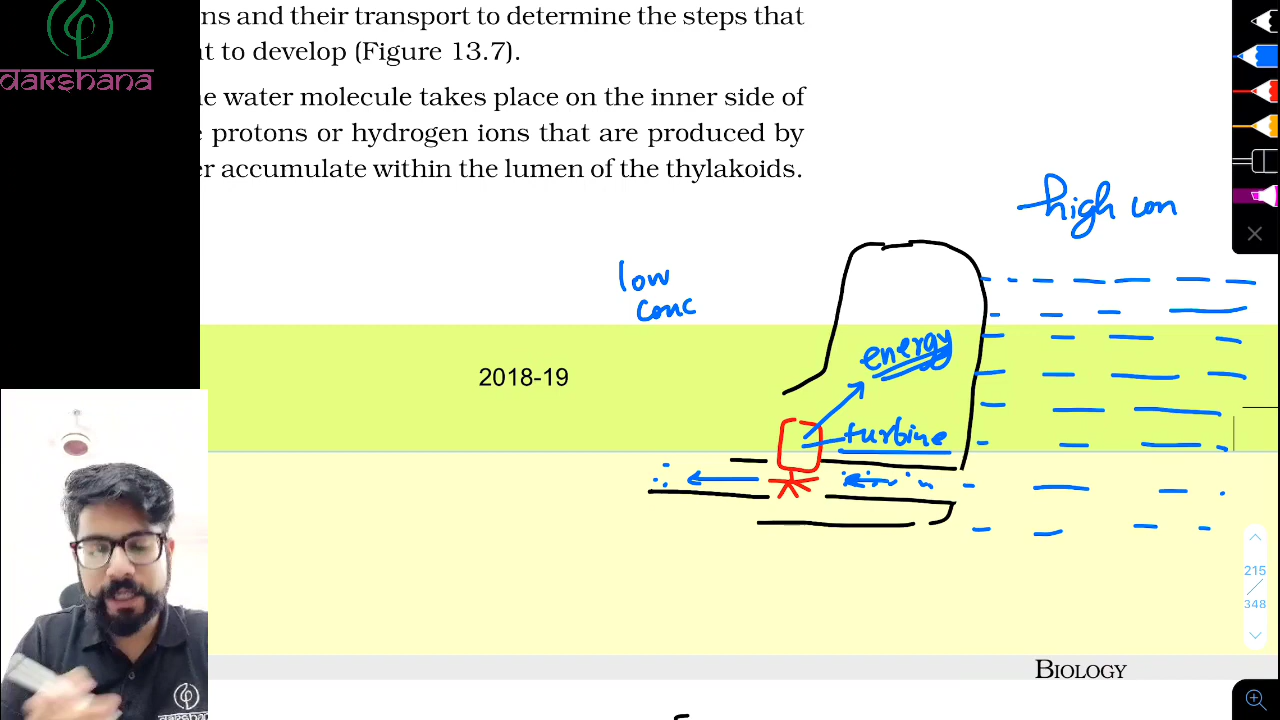 dakshana
ns and their transport to determine the steps that
t to develop (Figure 13.7).
e water molecule takes place on the inner side of
protons or hydrogen ions that are produced by
er accumulate within the lumen of the thylakoids.
high con
low
conc
energy
2018-19
turbine
215
348
BIOLOGY